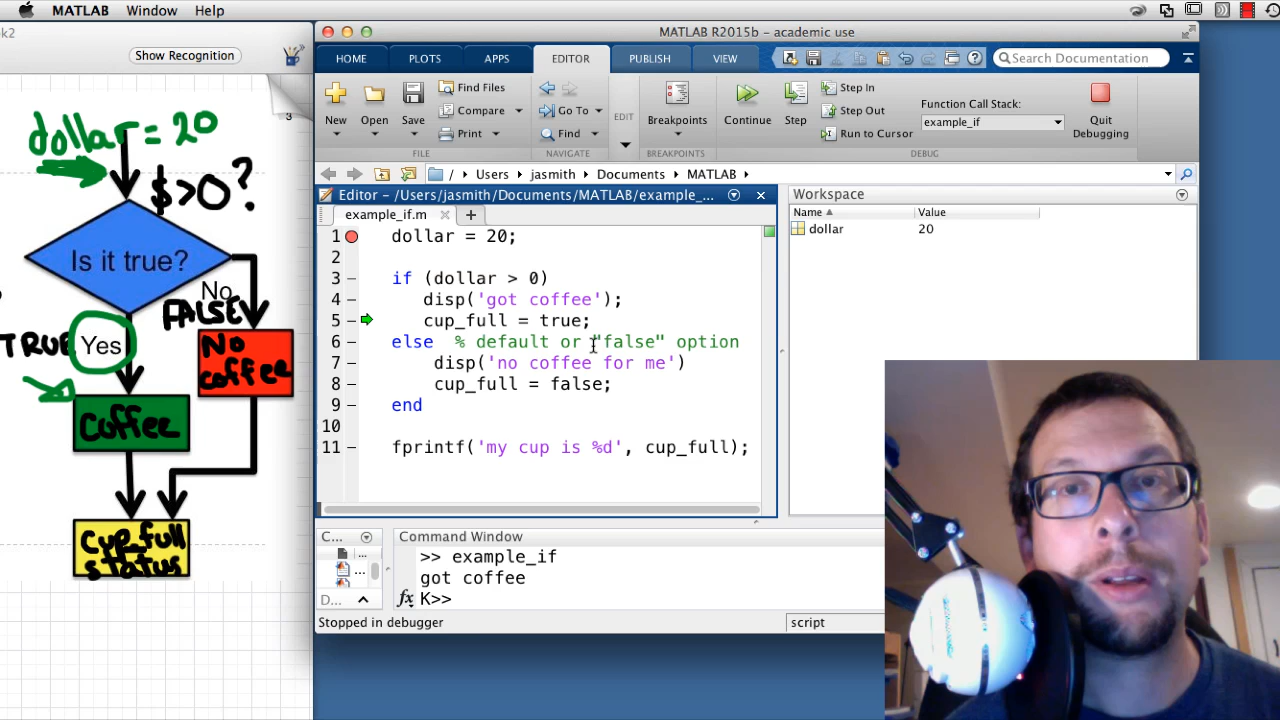 MATLAB Window Help
ok2
Show Recognition
3
dollar = 20
$>0?
Is it true?
No
FALSE
TRUE
Yes
No
coffee
Coffee
Cup_full
status
MATLAB R2015b - academic use
HOME PLOTS APPS EDITOR PUBLISH VIEW
Search Documentation
New Open Save
Find Files
Compare
Print
FILE
Go To
Find
NAVIGATE
EDIT
Breakpoints
BREAKPOINTS
Continue Step
Step In
Step Out
Run to Cursor
Function Call Stack:
example_if
DEBUG
Quit
Debugging
/ Users jasmith Documents MATLAB
Editor - /Users/jasmith/Documents/MATLAB/example_...
example_if.m
1 dollar = 20;
2
3 if (dollar > 0)
4 disp('got coffee');
5 cup_full = true;
6 else % default or "false" option
7 disp('no coffee for me')
8 cup_full = false;
9 end
10
11 fprintf('my cup is %d', cup_full);
Workspace
Name Value
dollar 20
C...
...
...
D...
Command Window
>> example_if
got coffee
fx K>>
Stopped in debugger
script